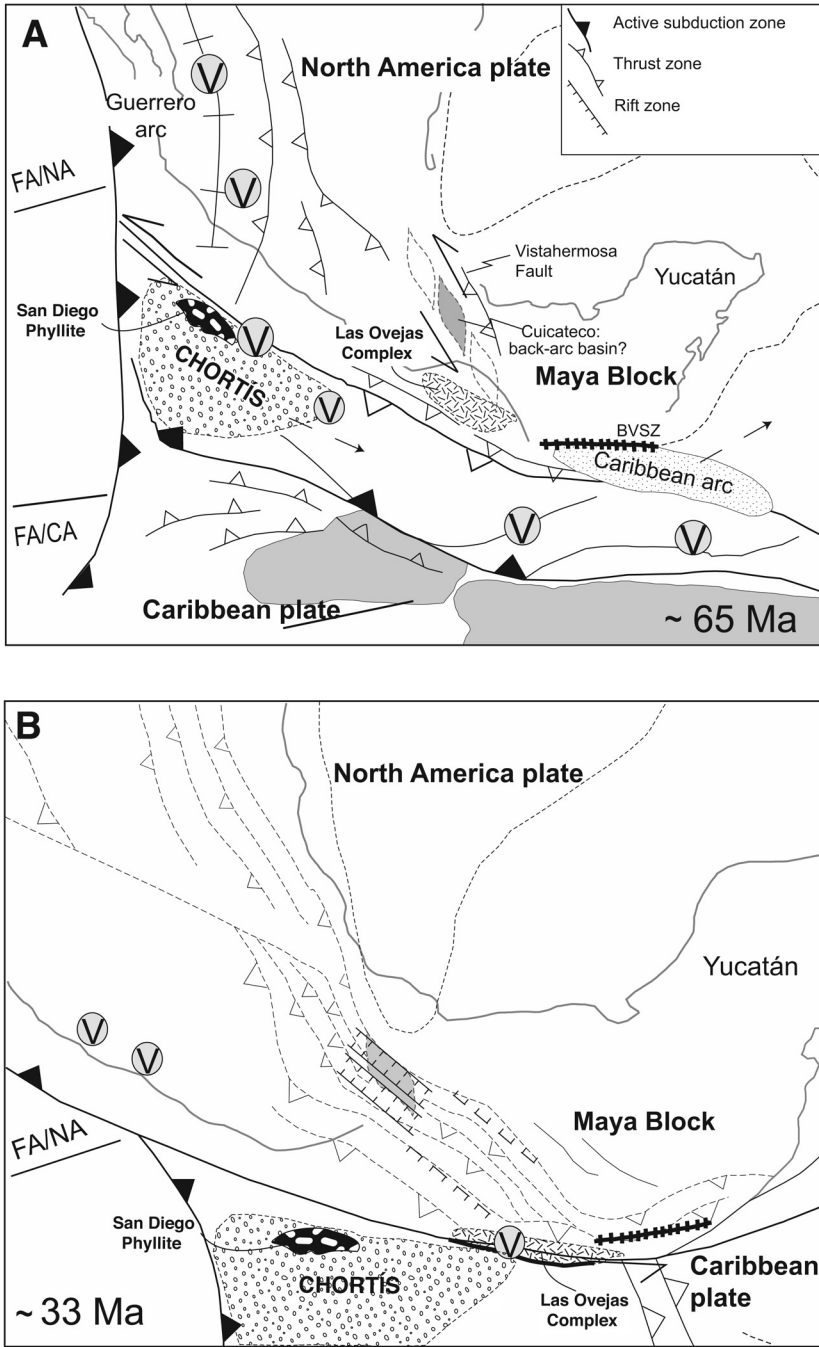 A
Active subduction zone
Thrust zone
Rift zone
V
North America plate
Guerrero
arc
FA/NA
V
Vistahermosa
Fault
Yucatán
San Diego
Phyllite
V
Las Ovejas
Complex
Cuicateco:
back-arc basin?
CHORTÍS
Maya Block
V
BVSZ
Caribbean arc
FA/CA
V
V
Caribbean plate
~ 65 Ma
B
North America plate
Yucatán
V
V
Maya Block
FA/NA
San Diego
Phyllite
V
CHORTÍS
Caribbean
plate
Las Ovejas
Complex
~ 33 Ma